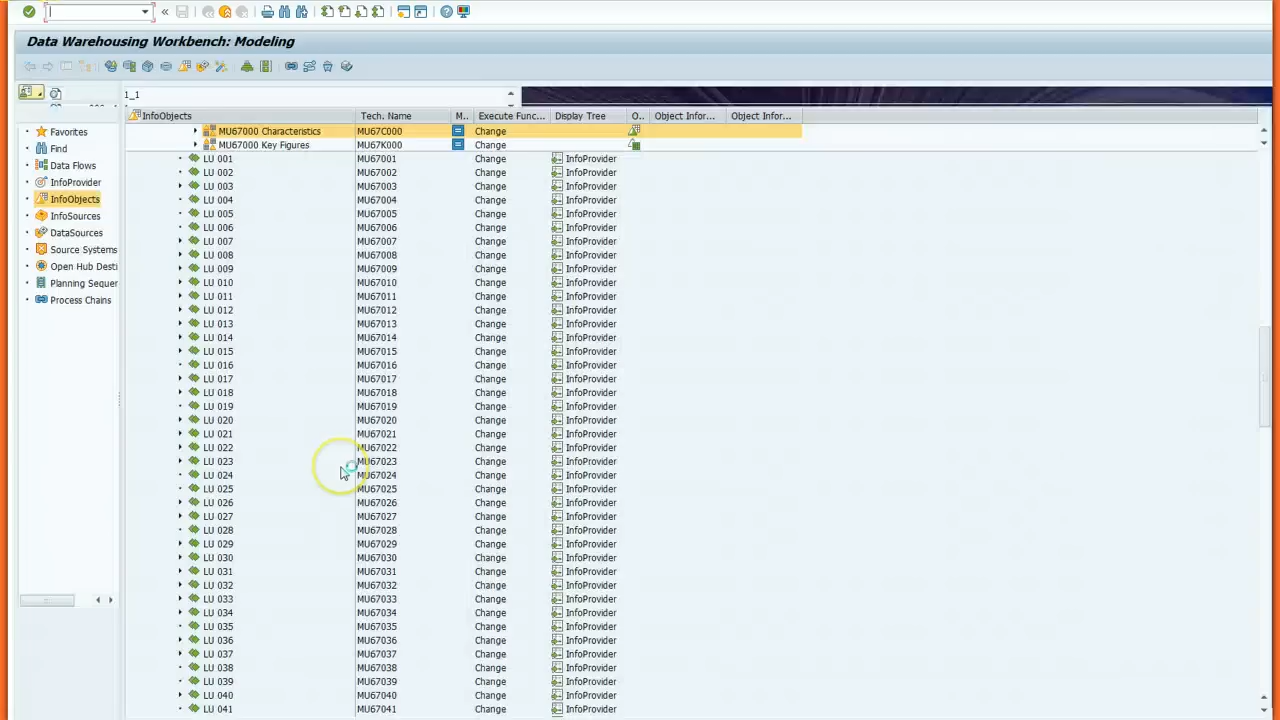 Data Warehousing Workbench: Modeling
1_1
Favorites
Find
Data Flows
InfoProvider
InfoObjects
InfoSources
DataSources
Source Systems
Open Hub Desti
Planning Sequer
Process Chains
InfoObjects Tech. Name M.. Execute Func... Display Tree O.. Object Infor... Object Infor...
MU67000 Characteristics MU67C000 Change
MU67000 Key Figures MU67K000 Change
LU 001 MU67001 Change InfoProvider
LU 002 MU67002 Change InfoProvider
LU 003 MU67003 Change InfoProvider
LU 004 MU67004 Change InfoProvider
LU 005 MU67005 Change InfoProvider
LU 006 MU67006 Change InfoProvider
LU 007 MU67007 Change InfoProvider
LU 008 MU67008 Change InfoProvider
LU 009 MU67009 Change InfoProvider
LU 010 MU67010 Change InfoProvider
LU 011 MU67011 Change InfoProvider
LU 012 MU67012 Change InfoProvider
LU 013 MU67013 Change InfoProvider
LU 014 MU67014 Change InfoProvider
LU 015 MU67015 Change InfoProvider
LU 016 MU67016 Change InfoProvider
LU 017 MU67017 Change InfoProvider
LU 018 MU67018 Change InfoProvider
LU 019 MU67019 Change InfoProvider
LU 020 MU67020 Change InfoProvider
LU 021 MU67021 Change InfoProvider
LU 022 MU67022 Change InfoProvider
LU 023 MU67023 Change InfoProvider
LU 024 MU67024 Change InfoProvider
LU 025 MU67025 Change InfoProvider
LU 026 MU67026 Change InfoProvider
LU 027 MU67027 Change InfoProvider
LU 028 MU67028 Change InfoProvider
LU 029 MU67029 Change InfoProvider
LU 030 MU67030 Change InfoProvider
LU 031 MU67031 Change InfoProvider
LU 032 MU67032 Change InfoProvider
LU 033 MU67033 Change InfoProvider
LU 034 MU67034 Change InfoProvider
LU 035 MU67035 Change InfoProvider
LU 036 MU67036 Change InfoProvider
LU 037 MU67037 Change InfoProvider
LU 038 MU67038 Change InfoProvider
LU 039 MU67039 Change InfoProvider
LU 040 MU67040 Change InfoProvider
LU 041 MU67041 Change InfoProvider